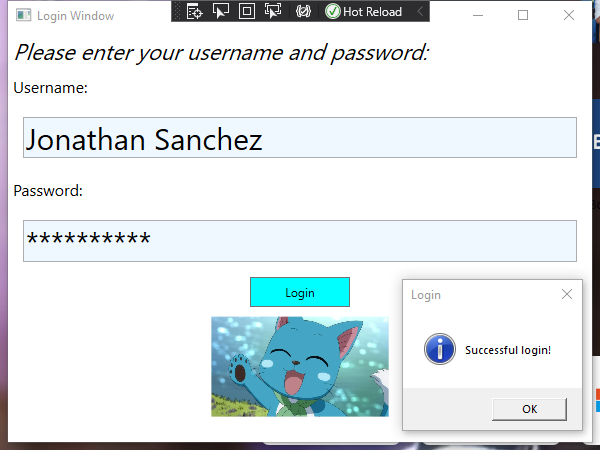 Login Window
Hot Reload
Please enter your username and password:
Username:
Jonathan Sanchez
Password:
**********
Login
Login
Successful login!
OK